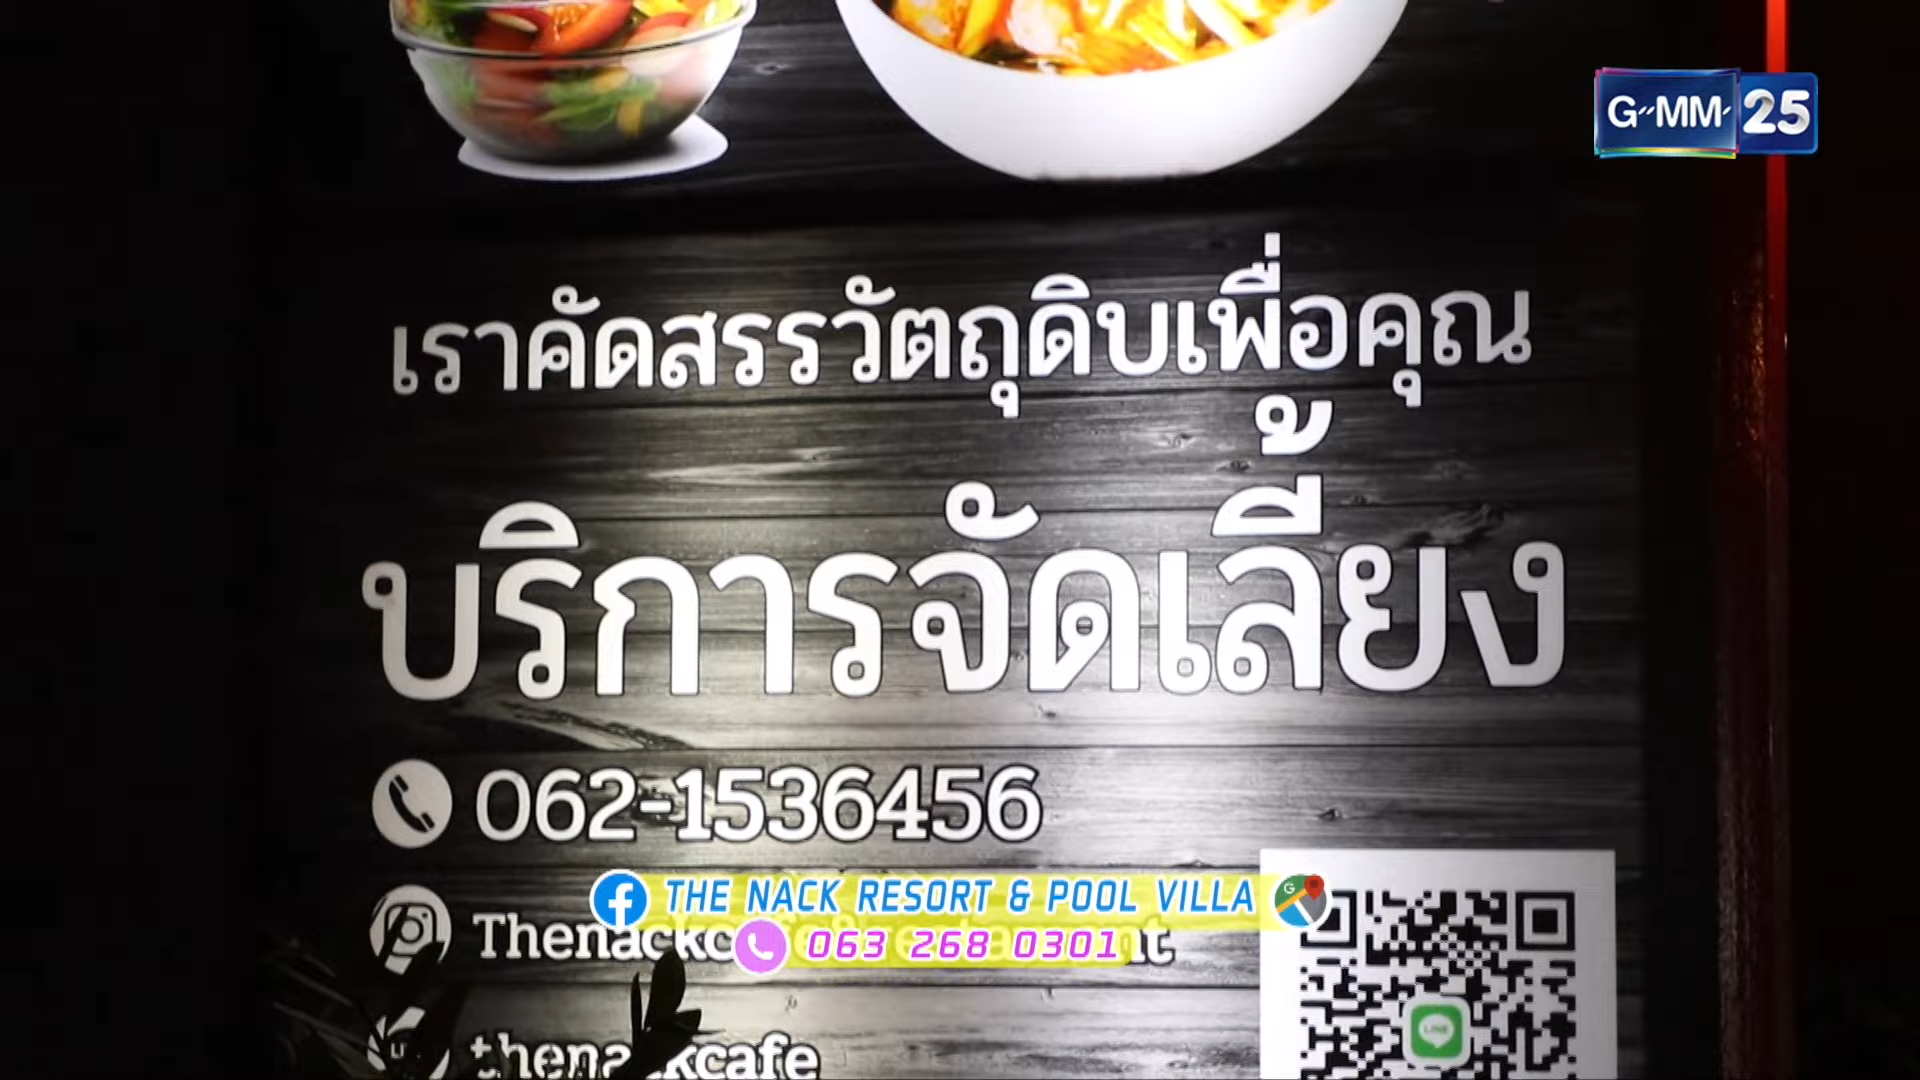 G-MM 25
เราคัดสรรวัตถุดิบเพื่อคุณ
บริการจัดเลี้ยง
062-1536456
THE NACK RESORT & POOL VILLA
063 268 0301
thenackcafe
LINE